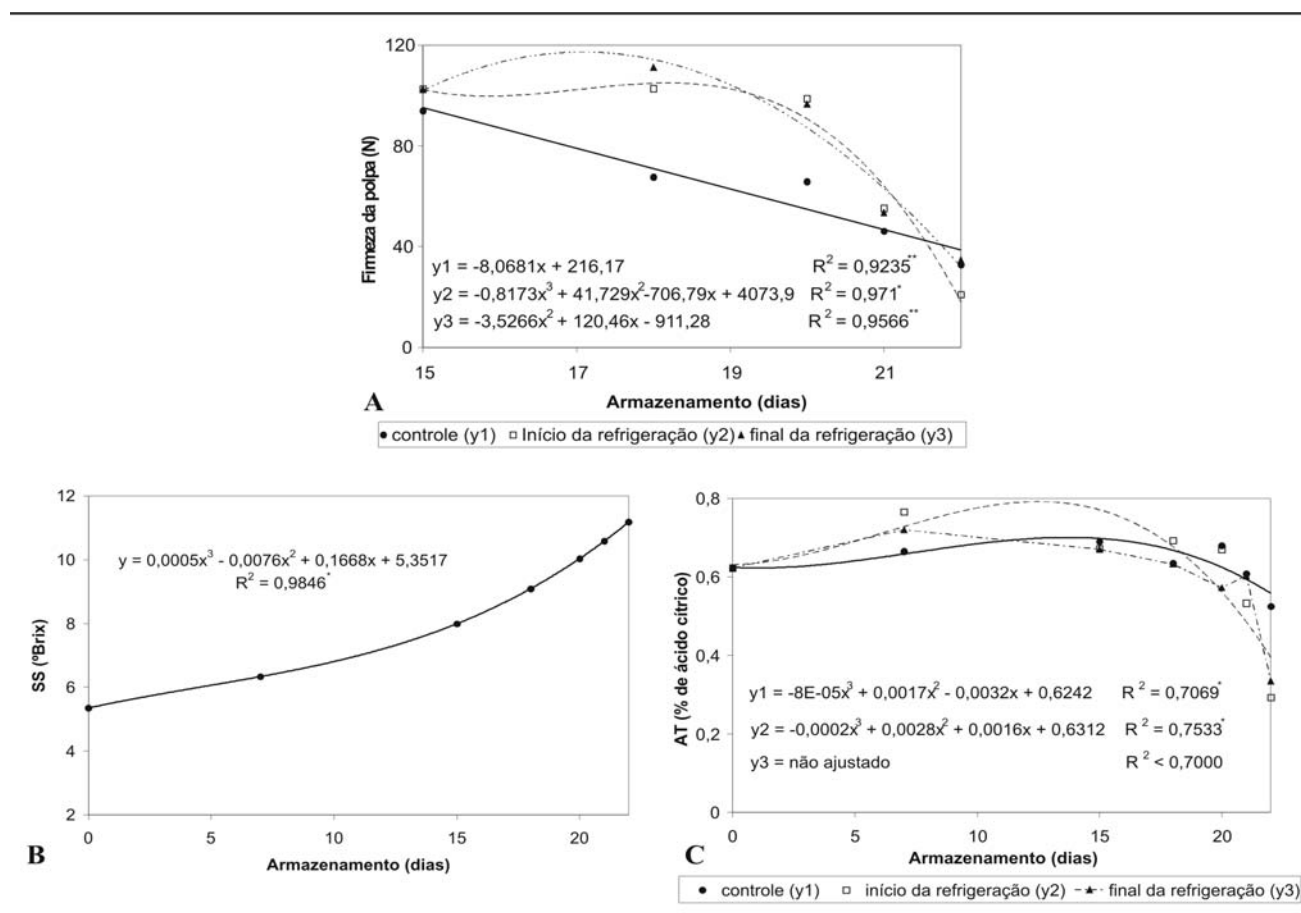 120
80
40
0
Firmeza da polpa (N)
y1 = -8,0681x + 216,17 R² = 0,9235**
y2 = -0,8173x³ + 41,729x²-706,79x + 4073,9 R² = 0,971*
y3 = -3,5266x² + 120,46x - 911,28 R² = 0,9566**
15 17 19 21
Armazenamento (dias)
A
controle (y1) Início da refrigeração (y2) final da refrigeração (y3)
12
10
8
6
4
2
SS (ºBrix)
y = 0,0005x³ - 0,0076x² + 0,1668x + 5,3517
R² = 0,9846*
0 5 10 15 20
Armazenamento (dias)
B
0,8
0,6
0,4
0,2
0
AT (% de ácido cítrico)
y1 = -8E-05x³ + 0,0017x² - 0,0032x + 0,6242 R² = 0,7069*
y2 = -0,0002x³ + 0,0028x² + 0,0016x + 0,6312 R² = 0,7533*
y3 = não ajustado R² < 0,7000
0 5 10 15 20
Armazenamento (dias)
C
controle (y1) início da refrigeração (y2) final da refrigeração (y3)